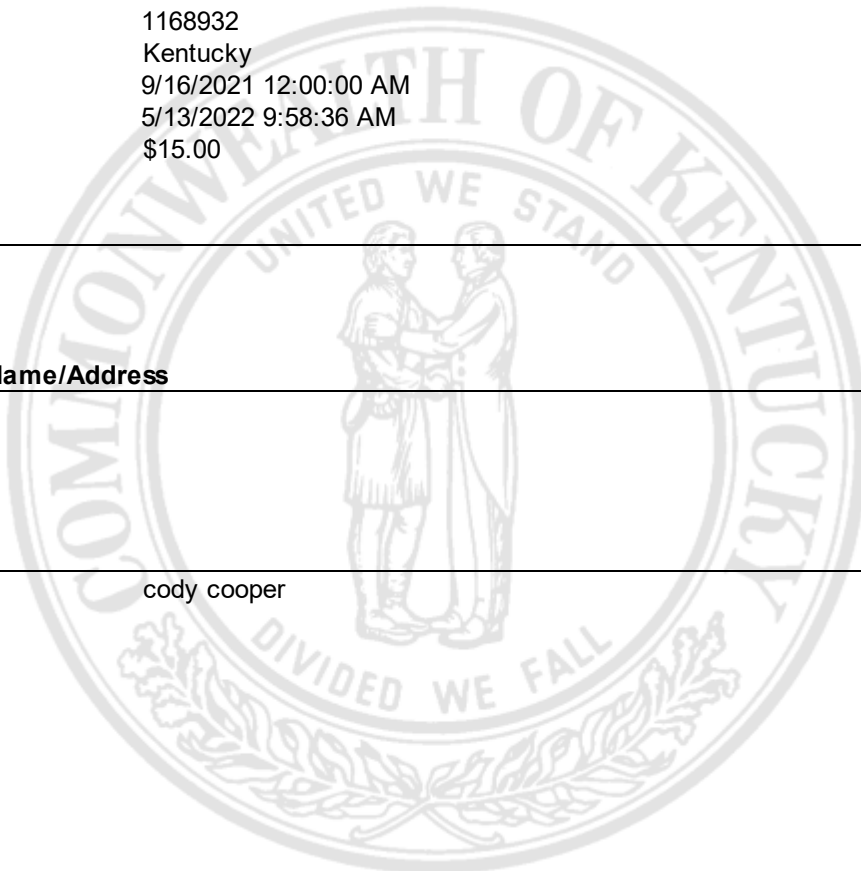 1168932
Kentucky
9/16/2021 12:00:00 AM
5/13/2022 9:58:36 AM
$15.00
COMMONWEALTH OF KENTUCKY
UNITED WE STAND
ame/Address
cody cooper
DIVIDED WE FALL